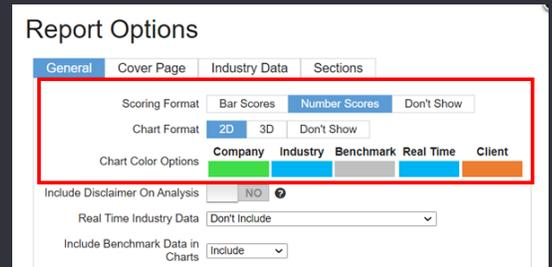 Report Options
General Cover Page Industry Data Sections
Scoring Format Bar Scores Number Scores Don't Show
Chart Format 2D 3D Don't Show
Company Industry Benchmark Real Time Client
Chart Color Options
Include Disclaimer On Analysis NO ?
Real Time Industry Data Don't Include
Include Benchmark Data in
Charts Include